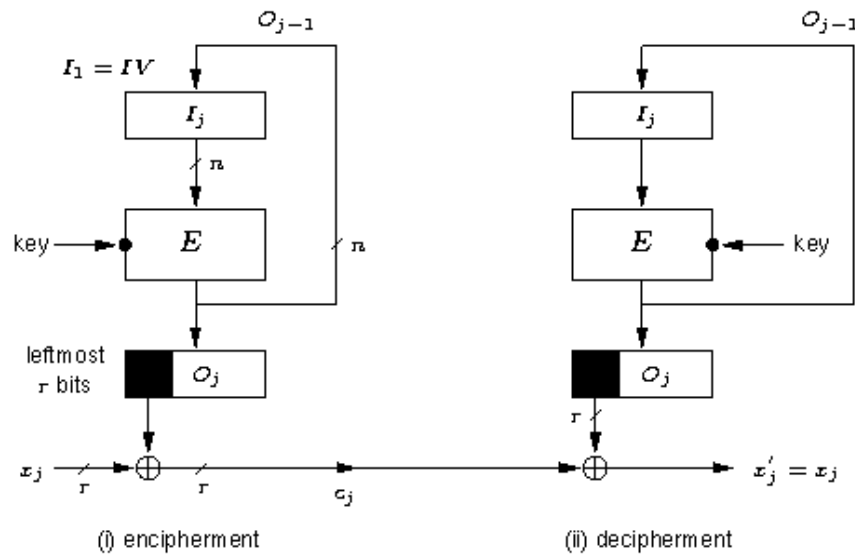 O_{j−1}
O_{j−1}
I_1 = IV
I_j
I_j
n
key
E
n
E
key
leftmost
r bits
O_j
O_j
r
x_j
r
r
c_j
x'_j = x_j
(i) encipherment
(ii) decipherment